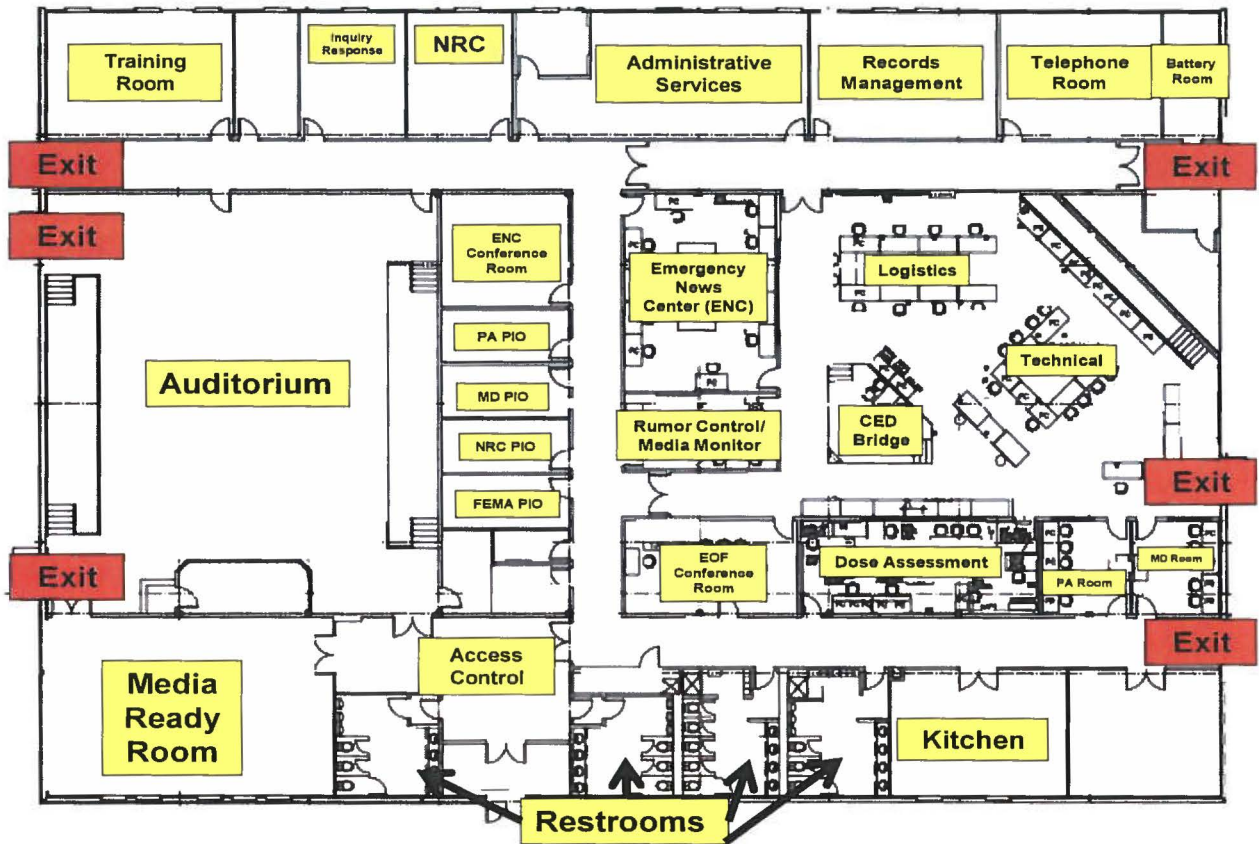 Training
Room
Inquiry
Response
NRC
Administrative
Services
Records
Management
Telephone
Room
Battery
Room
Exit
Exit
Exit
ENC
Conference
Room
Emergency
News
Center (ENC)
Logistics
PA PIO
Technical
Auditorium
MD PIO
Rumor Control/
Media Monitor
CED
Bridge
NRC PIO
Exit
FEMA PIO
Exit
EOF
Conference
Room
Dose Assessment
PA Room
MD Room
Access
Control
Exit
Media
Ready
Room
Kitchen
Restrooms